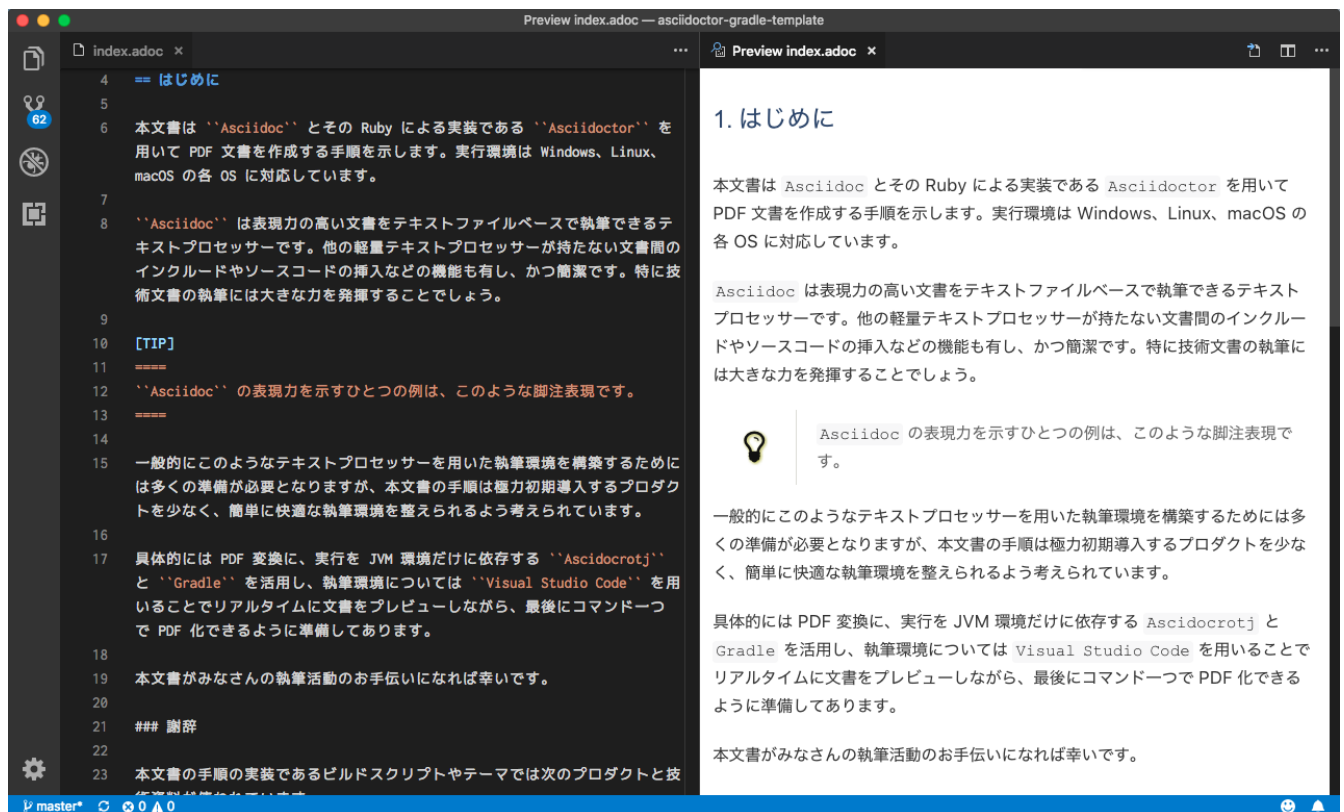 Preview index.adoc — asciidoctor-gradle-template
index.adoc ×
62
4 == はじめに
5
6 本文書は ``Asciidoc`` とその Ruby による実装である ``Asciidoctor`` を
用いて PDF 文書を作成する手順を示します。実行環境は Windows、Linux、
macOS の各 OS に対応しています。
7
8 ``Asciidoc`` は表現力の高い文書をテキストファイルベースで執筆できるテ
キストプロセッサーです。他の軽量テキストプロセッサーが持たない文書間の
インクルードやソースコードの挿入などの機能も有し、かつ簡潔です。特に技
術文書の執筆には大きな力を発揮することでしょう。
9
10 [TIP]
11 ====
12 ``Asciidoc`` の表現力を示すひとつの例は、このような脚注表現です。
13 ====
14
15 一般的にこのようなテキストプロセッサーを用いた執筆環境を構築するために
は多くの準備が必要となりますが、本文書の手順は極力初期導入するプロダク
トを少なく、簡単に快適な執筆環境を整えられるよう考えられています。
16
17 具体的には PDF 変換に、実行を JVM 環境だけに依存する ``Ascidocrotj``
と ``Gradle`` を活用し、執筆環境については ``Visual Studio Code`` を用
いることでリアルタイムに文書をプレビューしながら、最後にコマンド一つ
で PDF 化できるように準備してあります。
18
19 本文書がみなさんの執筆活動のお手伝いになれば幸いです。
20
21 ### 謝辞
22
23 本文書の手順の実装であるビルドスクリプトやテーマでは次のプロダクトと技
術資料が使われています
Preview index.adoc ×
1. はじめに
本文書は Asciidoc とその Ruby による実装である Asciidoctor を用いて
PDF 文書を作成する手順を示します。実行環境は Windows、Linux、macOS の
各 OS に対応しています。
Asciidoc は表現力の高い文書をテキストファイルベースで執筆できるテキスト
プロセッサーです。他の軽量テキストプロセッサーが持たない文書間のインクルー
ドやソースコードの挿入などの機能も有し、かつ簡潔です。特に技術文書の執筆に
は大きな力を発揮することでしょう。
Asciidoc の表現力を示すひとつの例は、このような脚注表現で
す。
一般的にこのようなテキストプロセッサーを用いた執筆環境を構築するためには多
くの準備が必要となりますが、本文書の手順は極力初期導入するプロダクトを少な
く、簡単に快適な執筆環境を整えられるよう考えられています。
具体的には PDF 変換に、実行を JVM 環境だけに依存する Ascidocrotj と
Gradle を活用し、執筆環境については Visual Studio Code を用いることで
リアルタイムに文書をプレビューしながら、最後にコマンド一つで PDF 化できる
ように準備してあります。
本文書がみなさんの執筆活動のお手伝いになれば幸いです。
master* 0 0